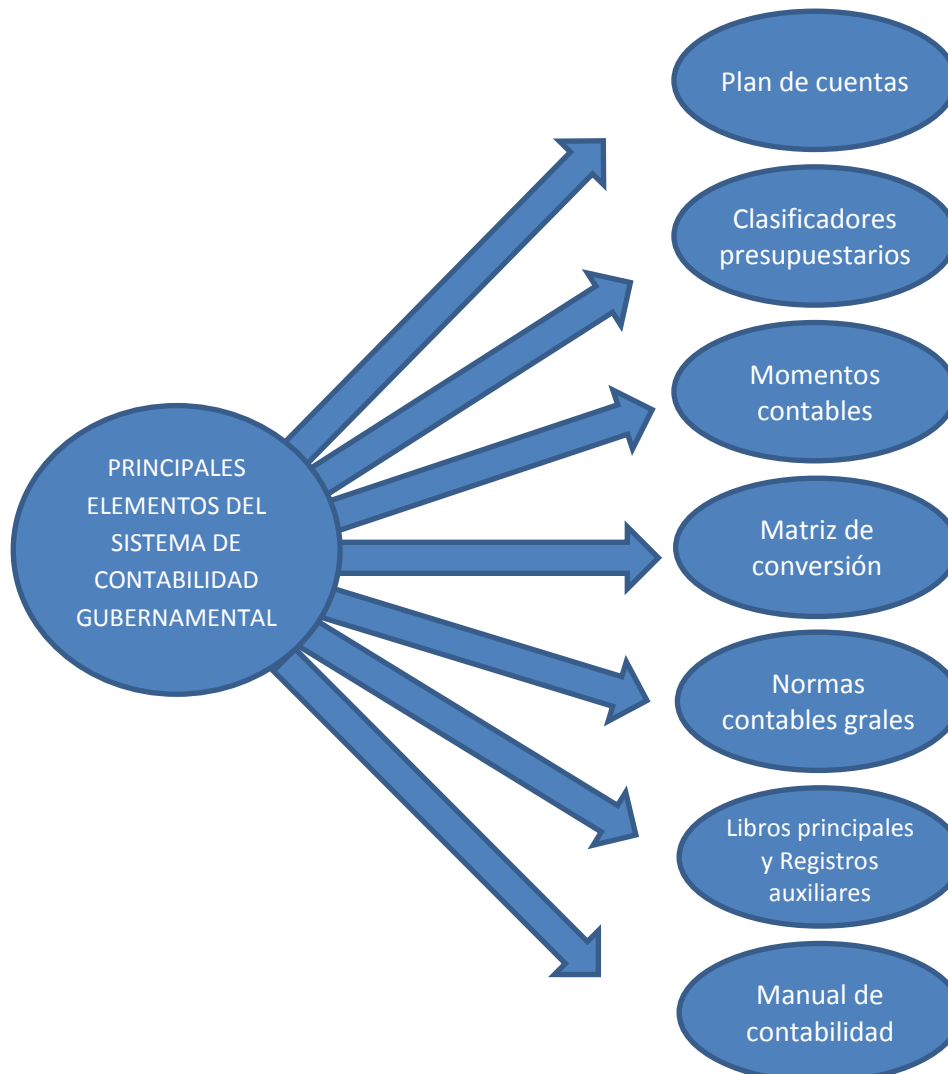 PRINCIPALES
ELEMENTOS DEL
SISTEMA DE
CONTABILIDAD
GUBERNAMENTAL
Plan de cuentas
Clasificadores
presupuestarios
Momentos
contables
Matriz de
conversión
Normas
contables grales
Libros principales
y Registros
auxiliares
Manual de
contabilidad